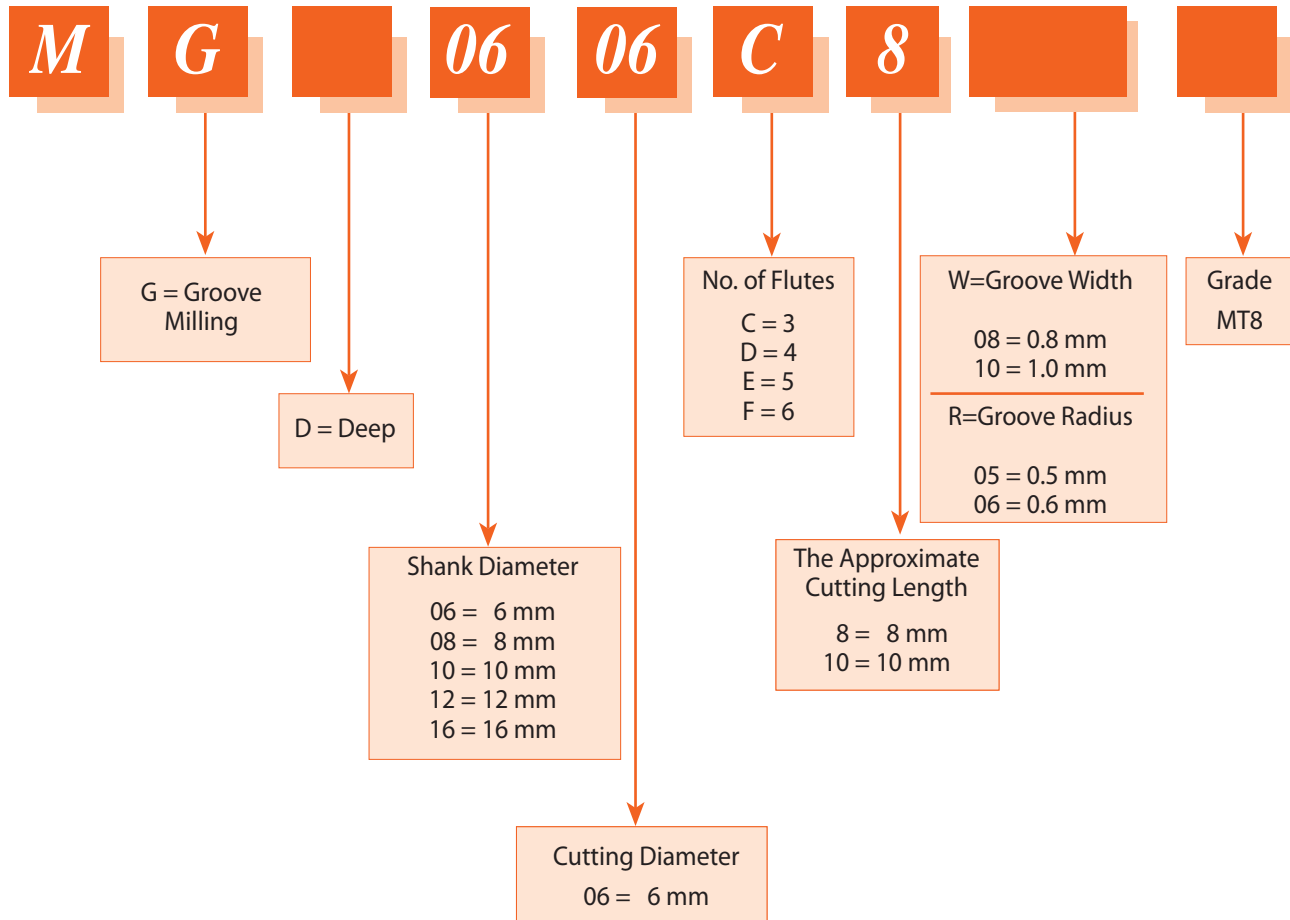 M G 06 06 C 8
G = Groove
Milling
D = Deep
Shank Diameter
06 = 6 mm
08 = 8 mm
10 = 10 mm
12 = 12 mm
16 = 16 mm
Cutting Diameter
06 = 6 mm
No. of Flutes
C = 3
D = 4
E = 5
F = 6
The Approximate
Cutting Length
8 = 8 mm
10 = 10 mm
W=Groove Width
08 = 0.8 mm
10 = 1.0 mm
R=Groove Radius
05 = 0.5 mm
06 = 0.6 mm
Grade
MT8